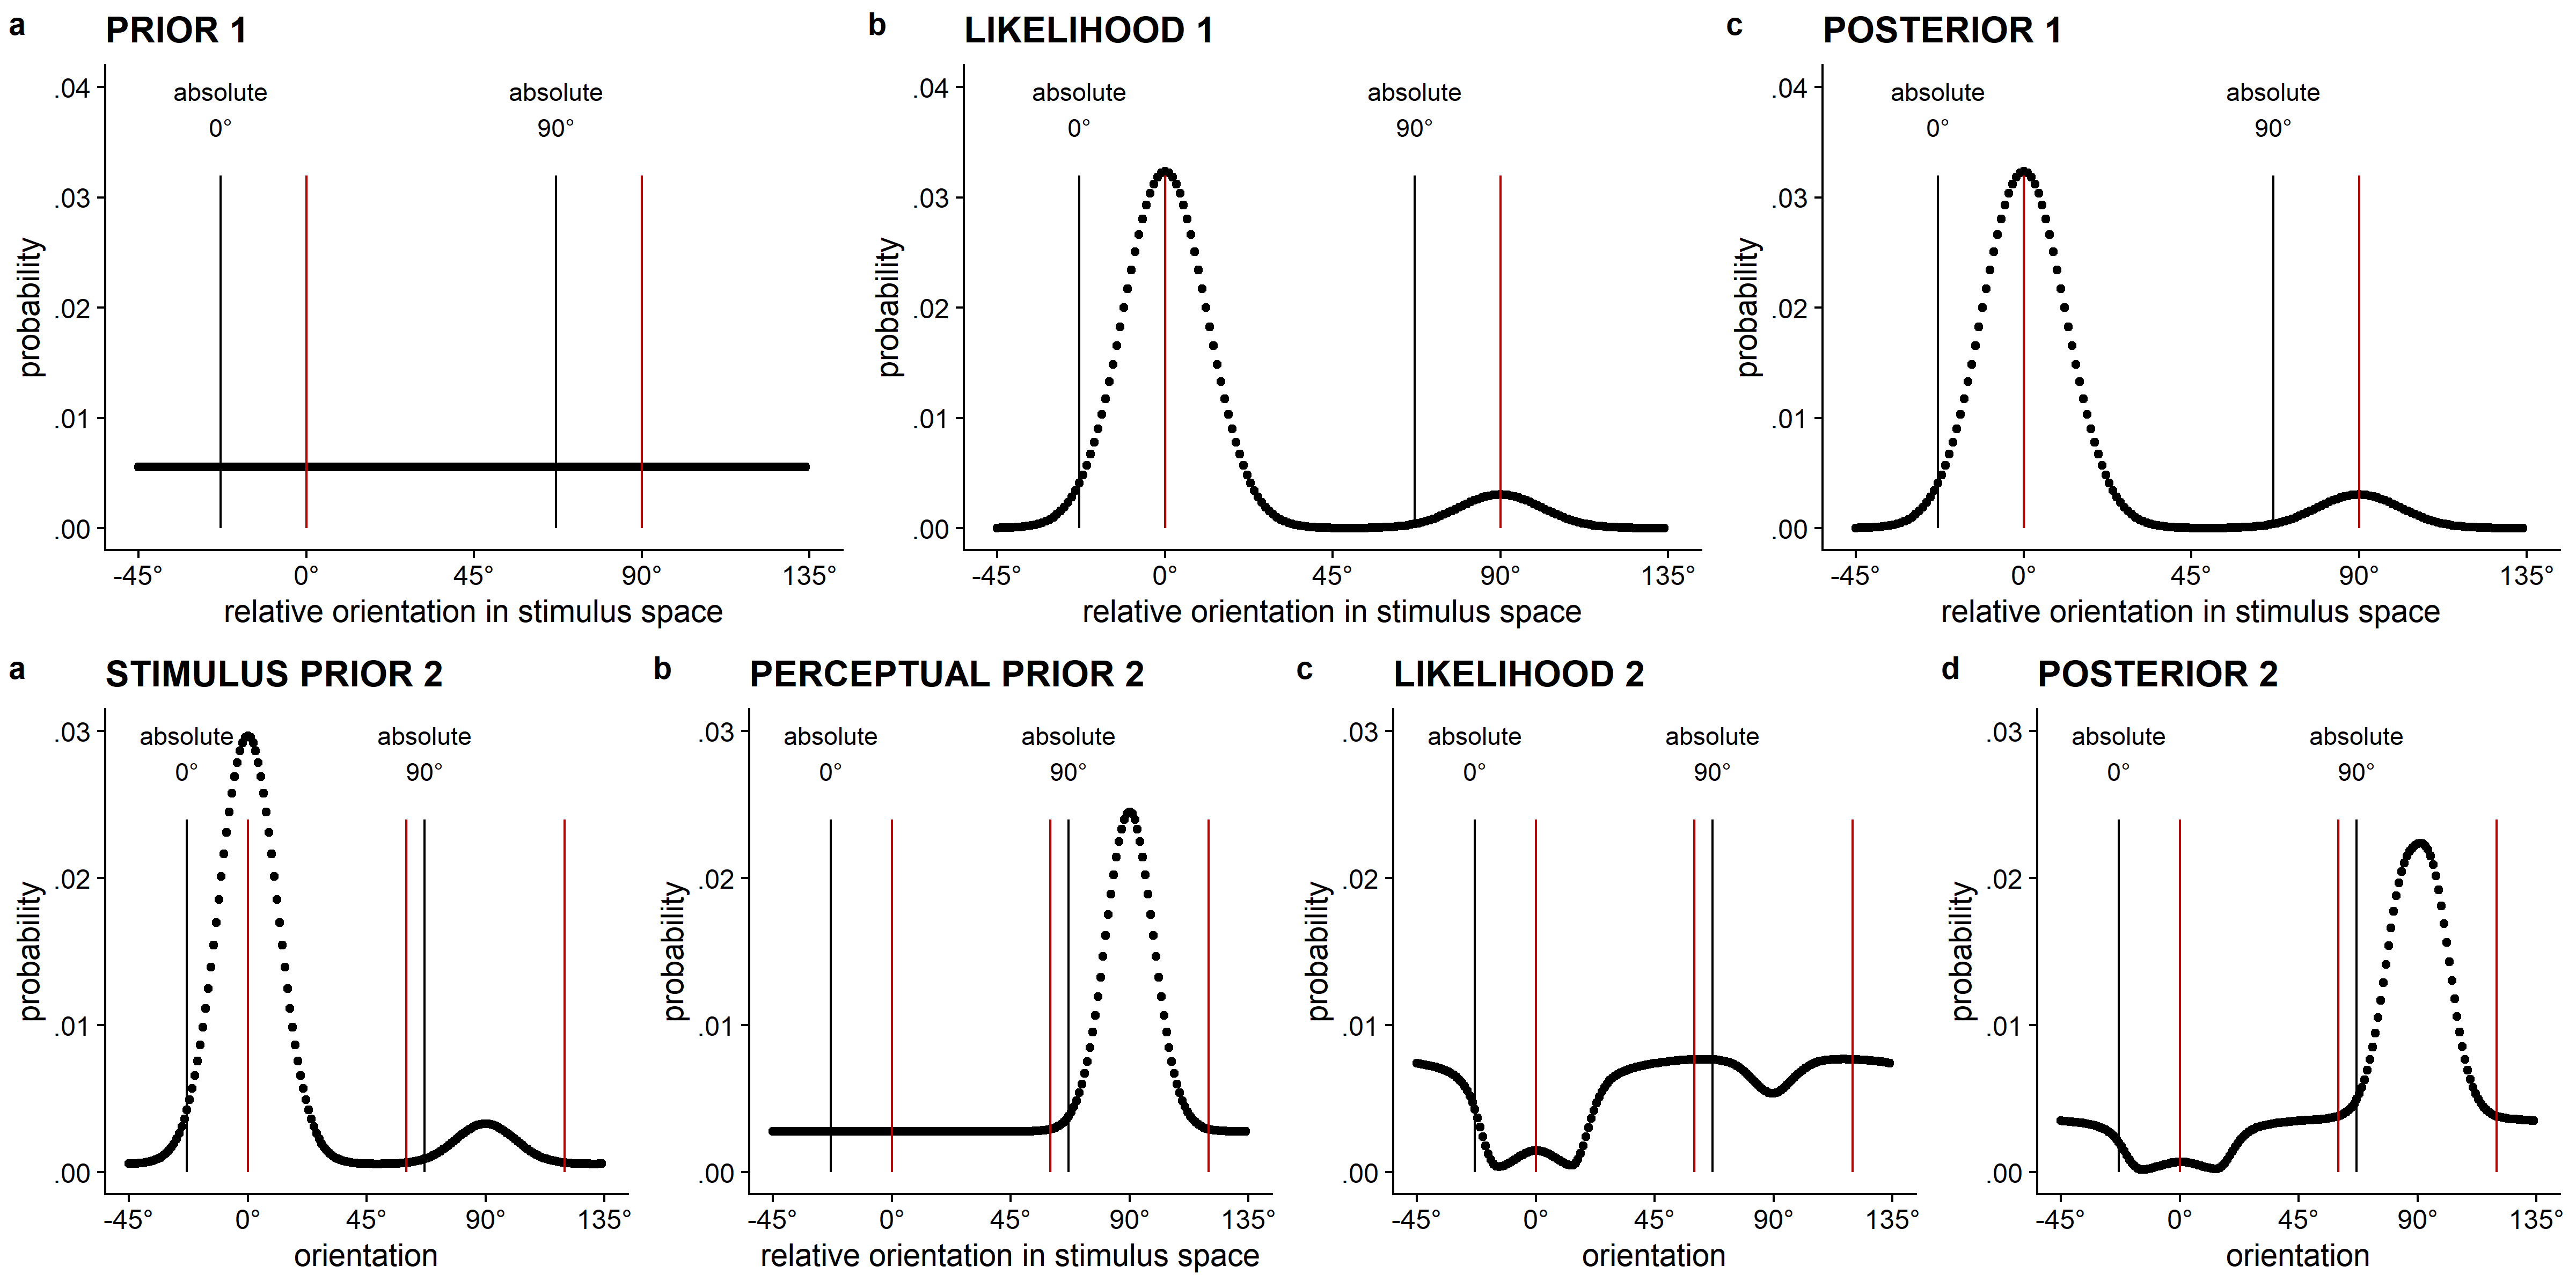 a PRIOR 1
.04
.03
.02
.01
.00
probability
absolute 0°
absolute 90°
-45° 0° 45° 90° 135°
relative orientation in stimulus space
b LIKELIHOOD 1
.04
.03
.02
.01
.00
probability
absolute 0°
absolute 90°
-45° 0° 45° 90° 135°
relative orientation in stimulus space
c POSTERIOR 1
.04
.03
.02
.01
.00
probability
absolute 0°
absolute 90°
-45° 0° 45° 90° 135°
relative orientation in stimulus space
a STIMULUS PRIOR 2
.03
.02
.01
.00
probability
absolute 0°
absolute 90°
-45° 0° 45° 90° 135°
orientation
b PERCEPTUAL PRIOR 2
.03
.02
.01
.00
probability
absolute 0°
absolute 90°
-45° 0° 45° 90° 135°
relative orientation in stimulus space
c LIKELIHOOD 2
.03
.02
.01
.00
probability
absolute 0°
absolute 90°
-45° 0° 45° 90° 135°
orientation
d POSTERIOR 2
.03
.02
.01
.00
probability
absolute 0°
absolute 90°
-45° 0° 45° 90° 135°
orientation